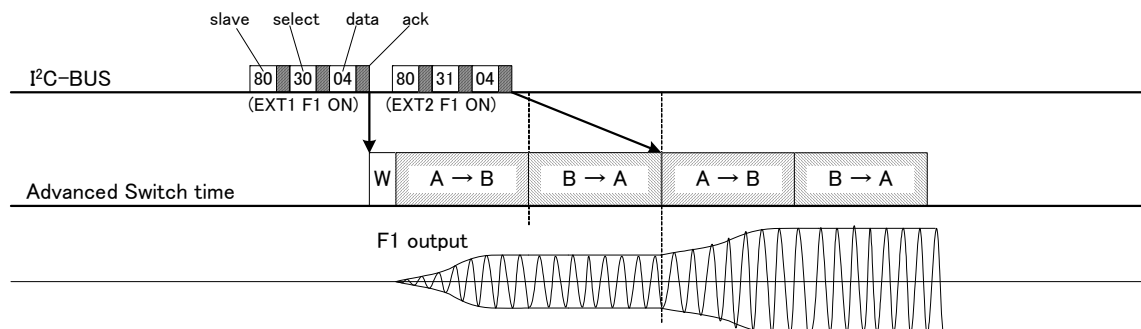 slave select data ack
I²C-BUS 80 30 04 80 31 04
(EXT1 F1 ON) (EXT2 F1 ON)
Advanced Switch time W A → B B → A A → B B → A
F1 output